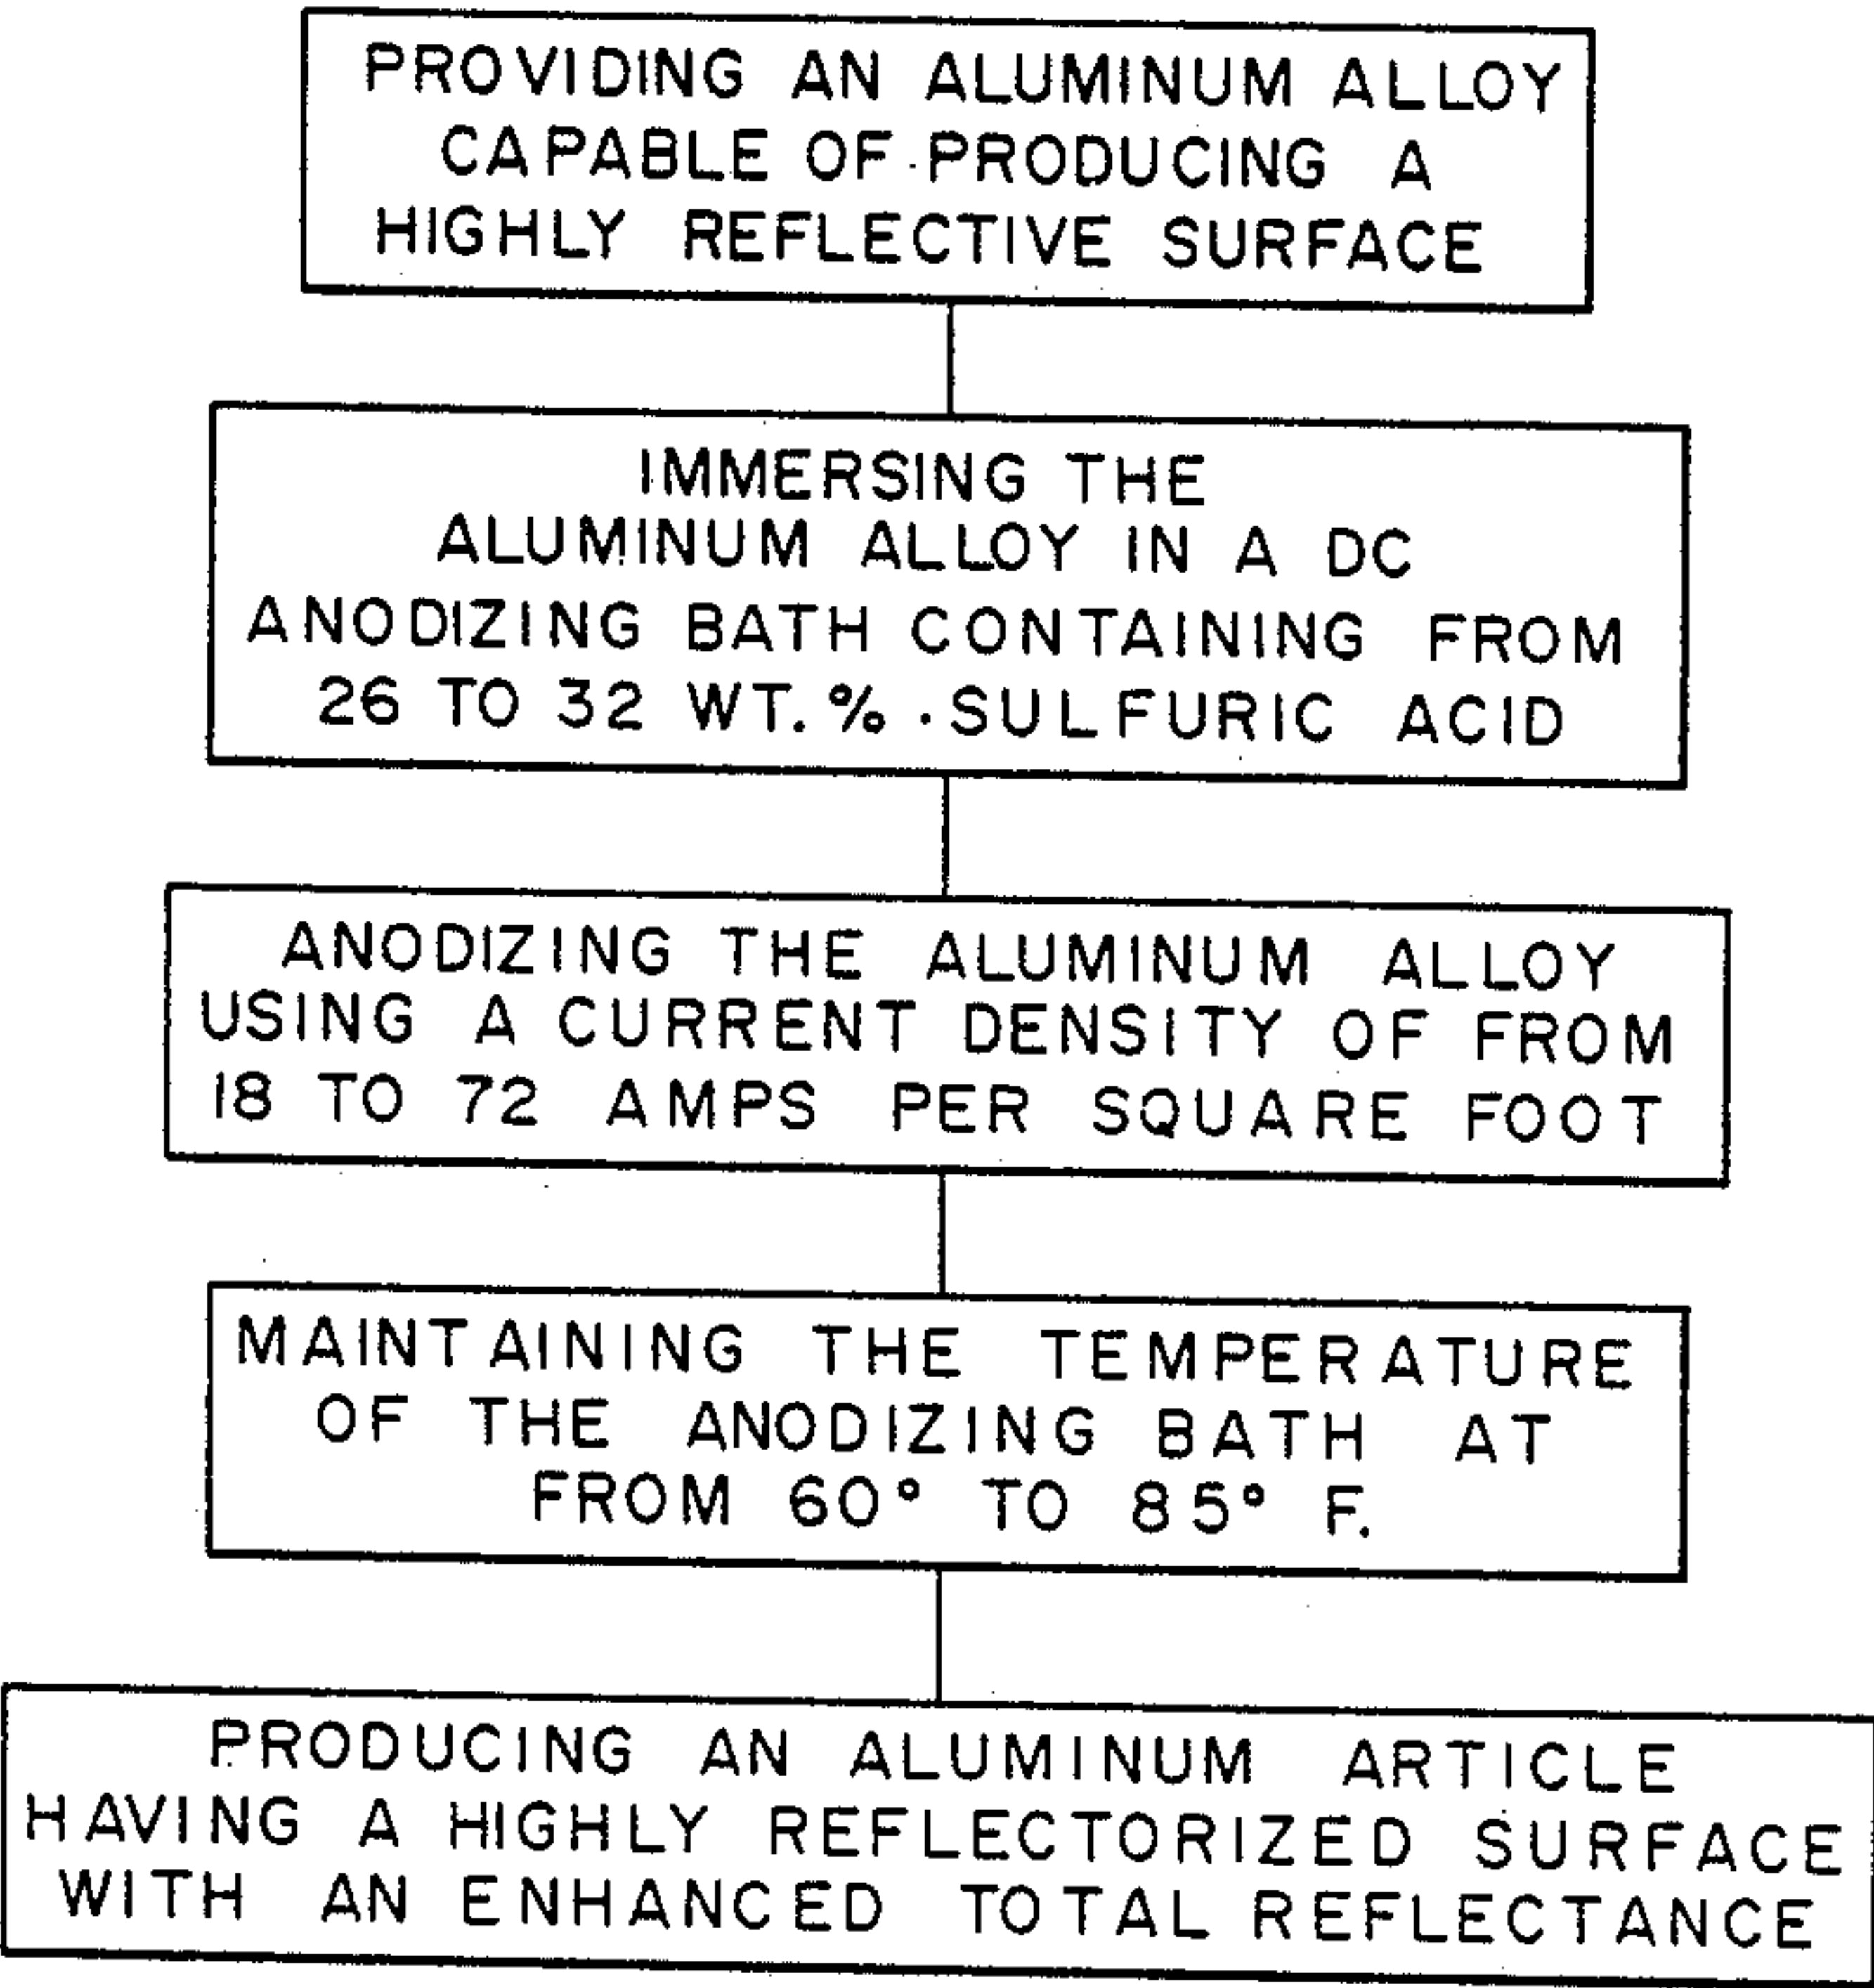 PROVIDING AN ALUMINUM ALLOY
CAPABLE OF PRODUCING A
HIGHLY REFLECTIVE SURFACE
IMMERSING THE
ALUMINUM ALLOY IN A DC
ANODIZING BATH CONTAINING FROM
26 TO 32 WT.% SULFURIC ACID
ANODIZING THE ALUMINUM ALLOY
USING A CURRENT DENSITY OF FROM
18 TO 72 AMPS PER SQUARE FOOT
MAINTAINING THE TEMPERATURE
OF THE ANODIZING BATH AT
FROM 60° TO 85° F.
PRODUCING AN ALUMINUM ARTICLE
HAVING A HIGHLY REFLECTORIZED SURFACE
WITH AN ENHANCED TOTAL REFLECTANCE